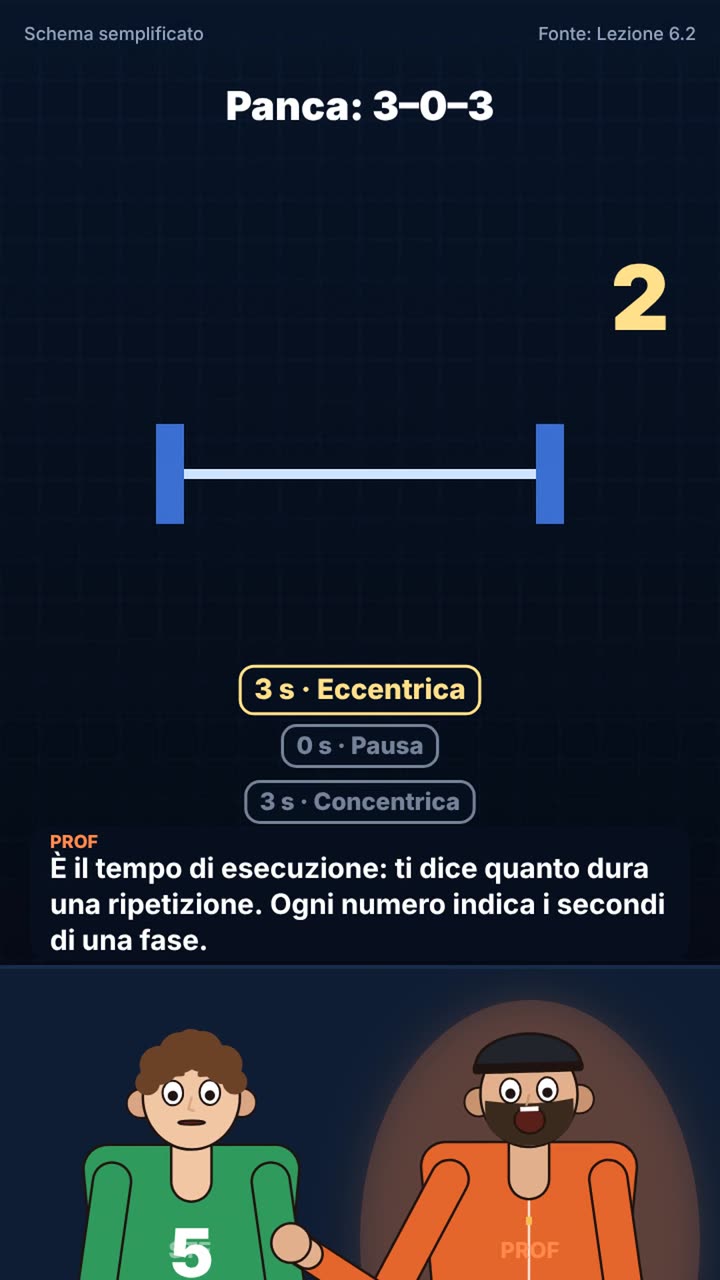 Schema semplificato
Fonte: Lezione 6.2
Panca: 3–0–3
2
3 s · Eccentrica
0 s · Pausa
3 s · Concentrica
PROF
È il tempo di esecuzione: ti dice quanto dura
una ripetizione. Ogni numero indica i secondi
di una fase.
5
PROF